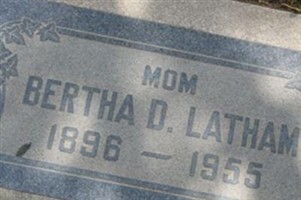 MOM
BERTHA D. LATHAM
1896 — 1955